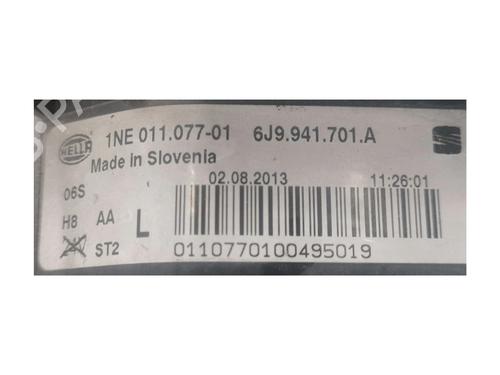 HELLA 1NE 011.077-01 6J9.941.701.A
Made in Slovenia
06S 02.08.2013 11:26:01
H8 AA L
ST2 0110770100495019